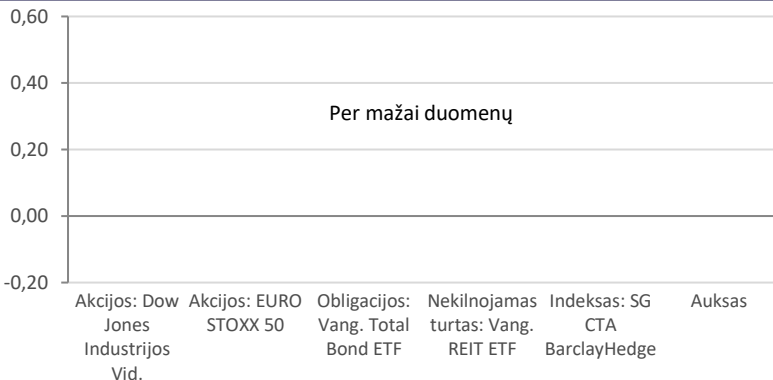 0,60
0,40
Per mažai duomenų
0,20
0,00
-0,20
Akcijos: Dow Jones Industrijos Vid.
Akcijos: EURO STOXX 50
Obligacijos: Vang. Total Bond ETF
Nekilnojamas turtas: Vang. REIT ETF
Indeksas: SG CTA BarclayHedge
Auksas